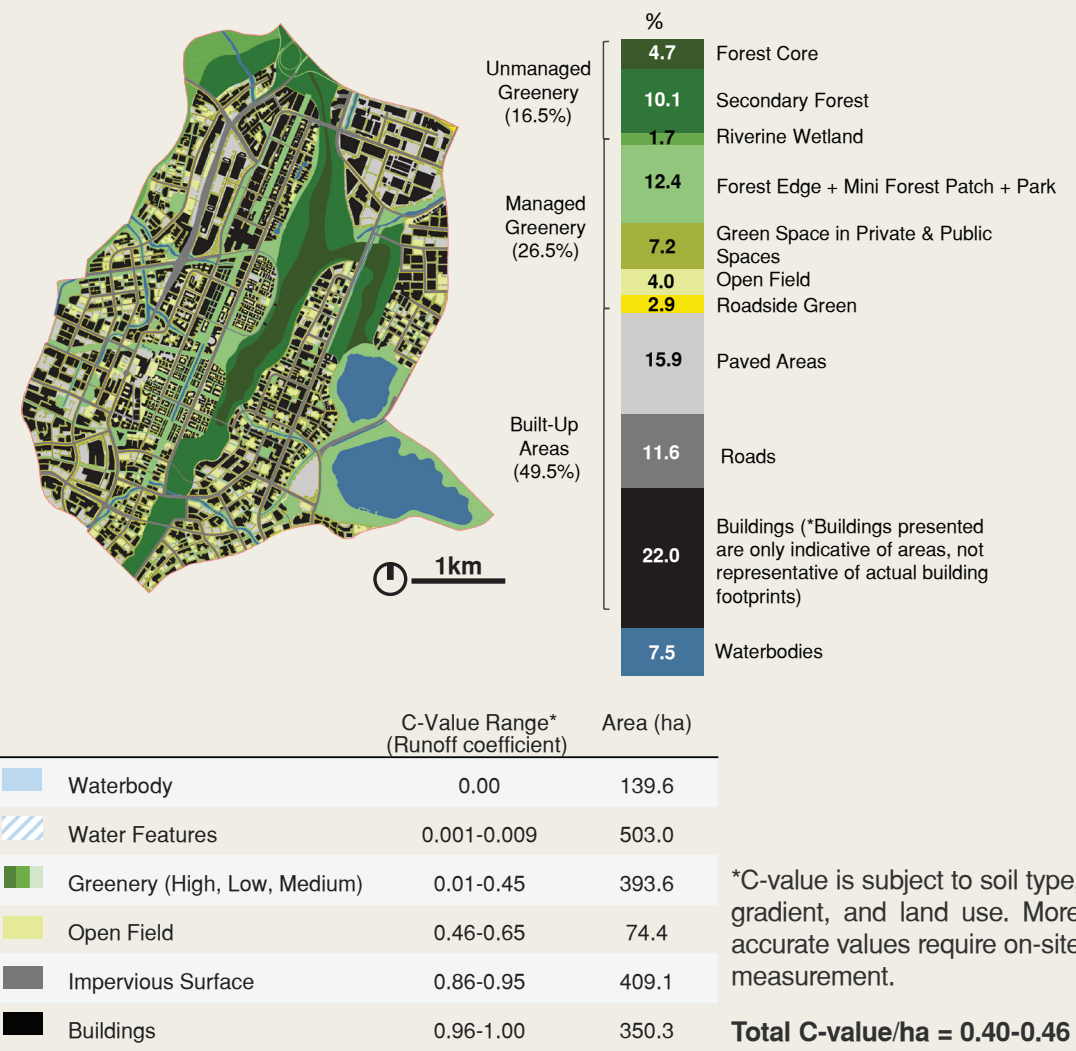 %
Unmanaged
Greenery
(16.5%)
Managed
Greenery
(26.5%)
Built-Up
Areas
(49.5%)
4.7 Forest Core
10.1 Secondary Forest
1.7 Riverine Wetland
12.4 Forest Edge + Mini Forest Patch + Park
7.2 Green Space in Private & Public
Spaces
4.0 Open Field
2.9 Roadside Green
15.9 Paved Areas
11.6 Roads
22.0 Buildings (*Buildings presented
are only indicative of areas, not
representative of actual building
footprints)
7.5 Waterbodies
1km
C-Value Range* Area (ha)
(Runoff coefficient)
Waterbody 0.00 139.6
Water Features 0.001-0.009 503.0
Greenery (High, Low, Medium) 0.01-0.45 393.6
Open Field 0.46-0.65 74.4
Impervious Surface 0.86-0.95 409.1
Buildings 0.96-1.00 350.3
*C-value is subject to soil type,
gradient, and land use. More
accurate values require on-site
measurement.
Total C-value/ha = 0.40-0.46